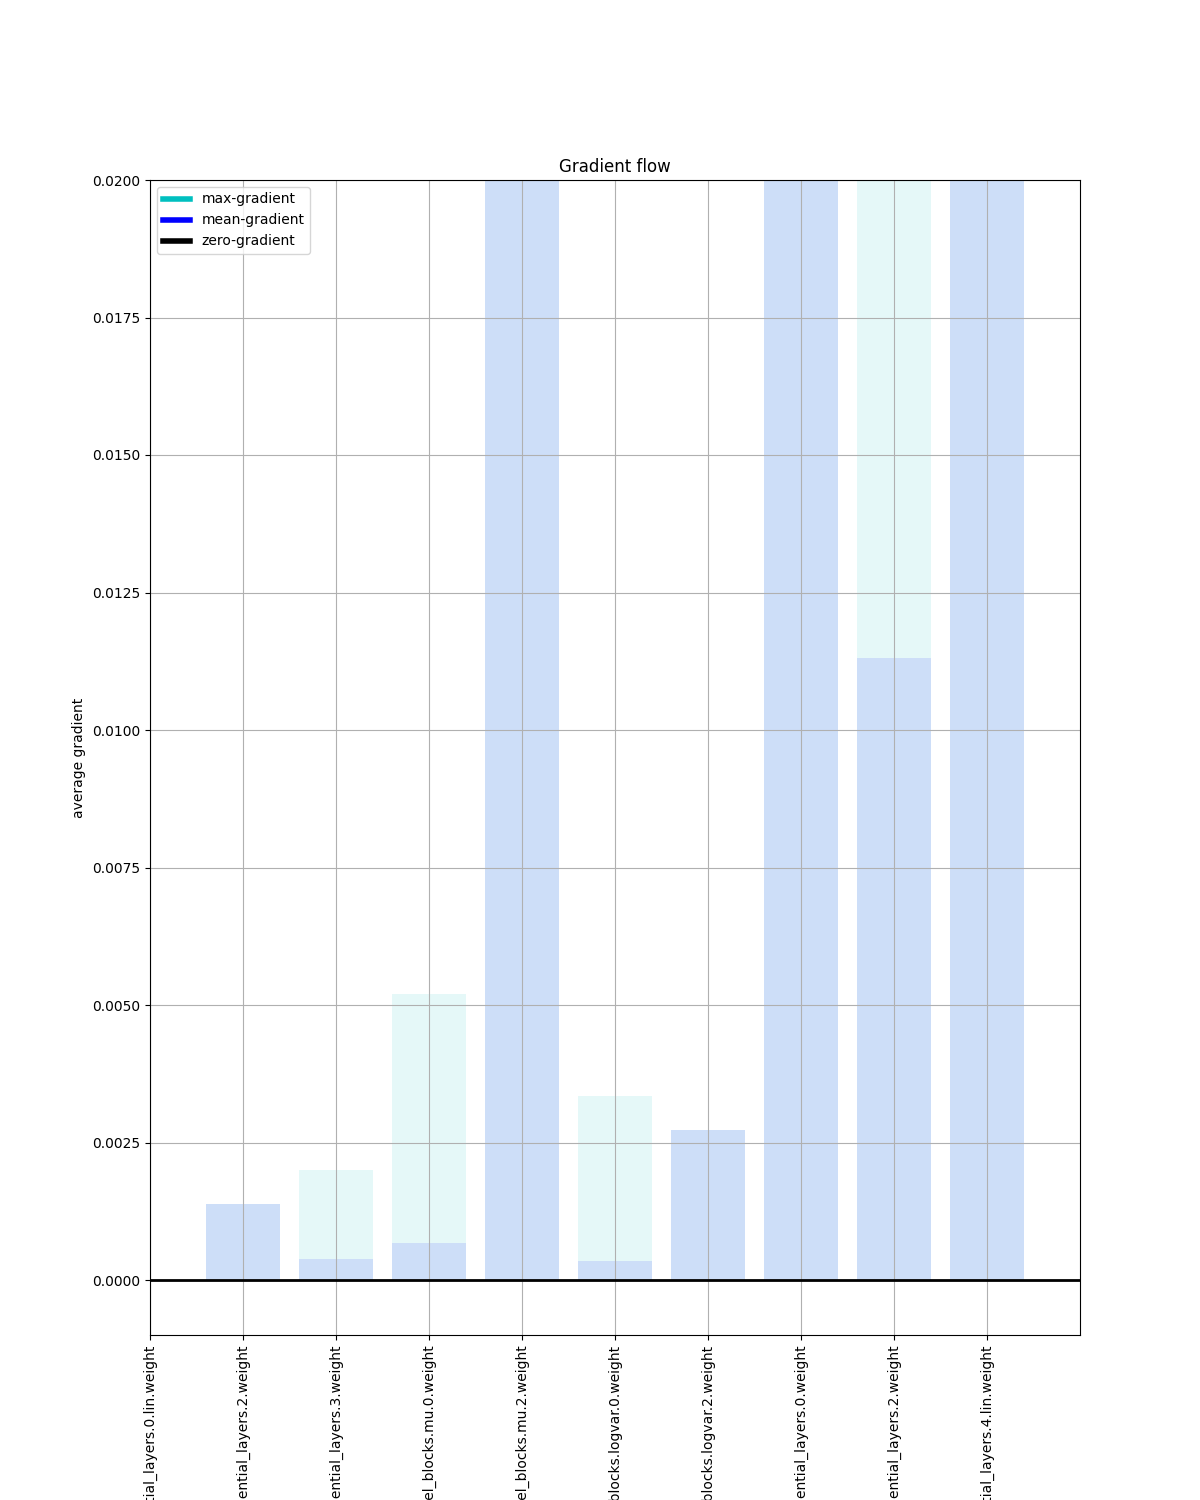 Gradient flow
max-gradient
mean-gradient
zero-gradient
0.0200
0.0175
0.0150
0.0125
0.0100
0.0075
0.0050
0.0025
0.0000
average gradient
tial_layers.0.lin.weight
ential_layers.2.weight
ential_layers.3.weight
el_blocks.mu.0.weight
el_blocks.mu.2.weight
blocks.logvar.0.weight
blocks.logvar.2.weight
ential_layers.0.weight
ential_layers.2.weight
tial_layers.4.lin.weight